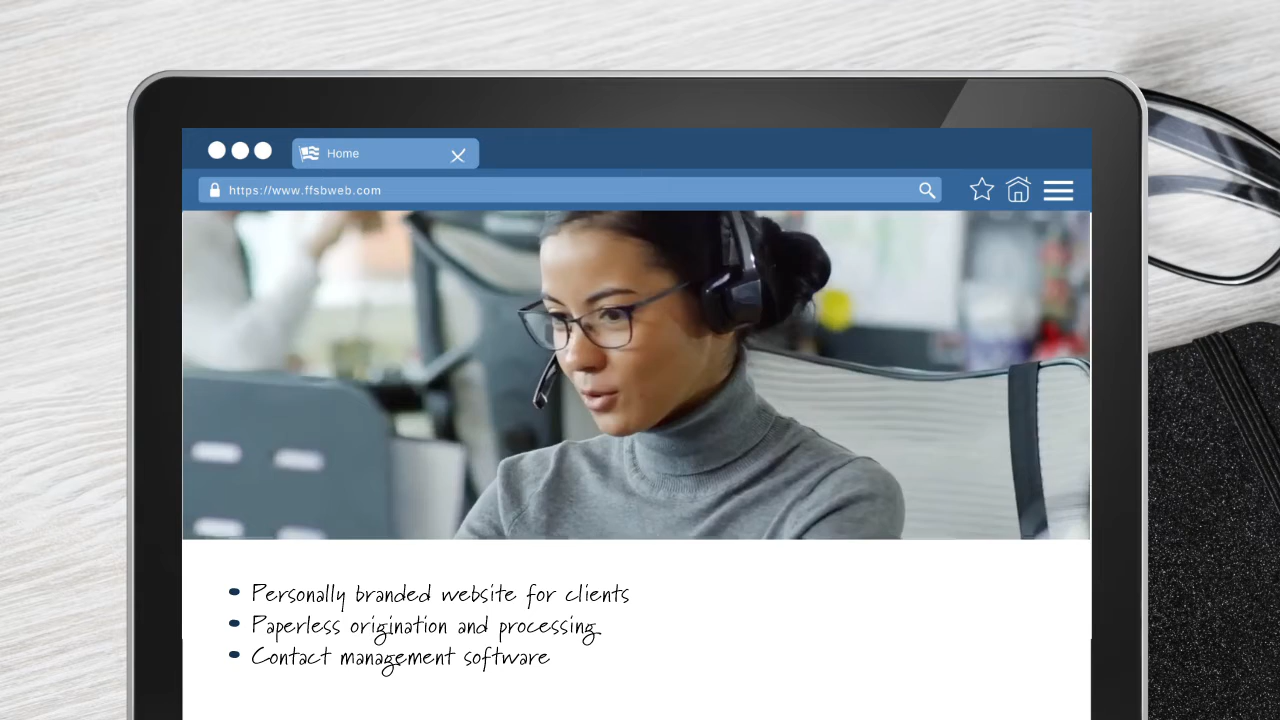 Home
https://www.ffsbweb.com
• Personally branded website for clients
• Paperless origination and processing
• Contact management software